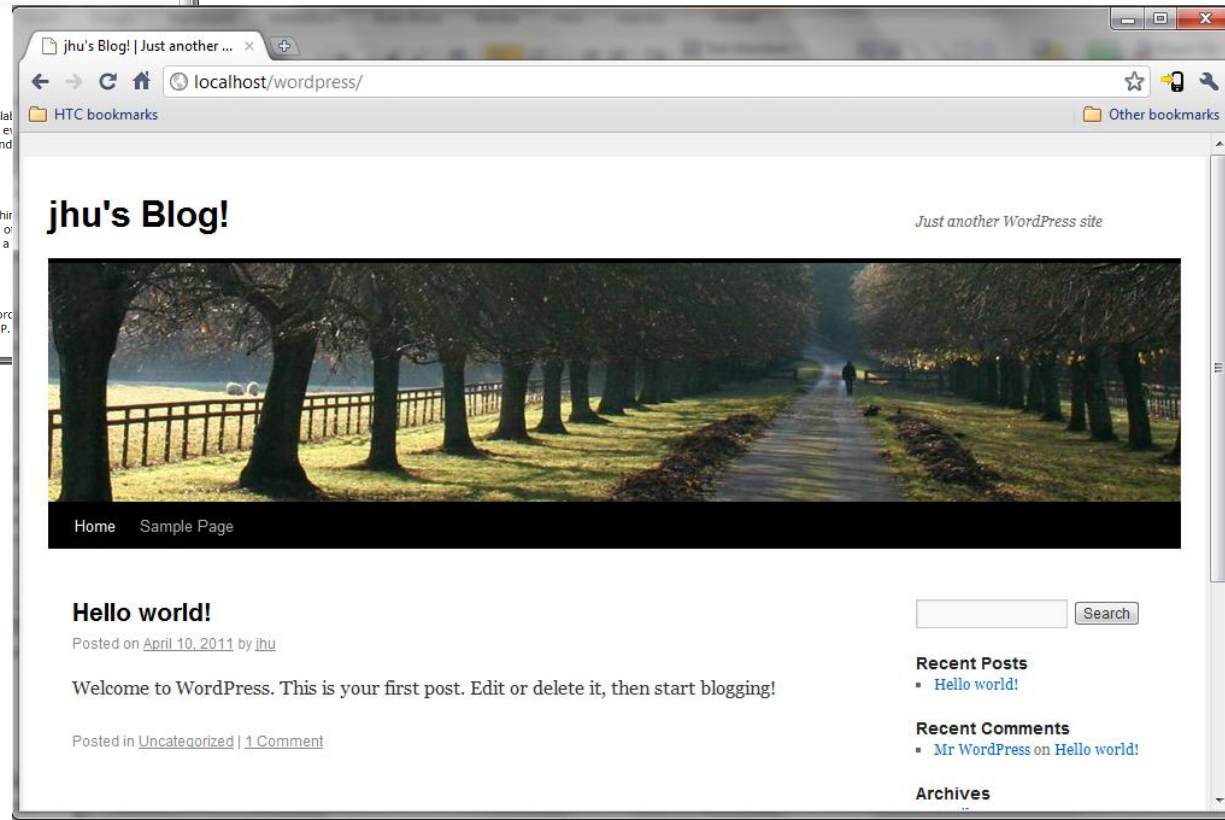 jhu's Blog! | Just another ...
localhost/wordpress/
HTC bookmarks
Other bookmarks
jhu's Blog!
Just another WordPress site
Home Sample Page
Hello world!
Posted on April 10, 2011 by jhu
Welcome to WordPress. This is your first post. Edit or delete it, then start blogging!
Posted in Uncategorized | 1 Comment
Search
Recent Posts
Hello world!
Recent Comments
Mr WordPress on Hello world!
Archives